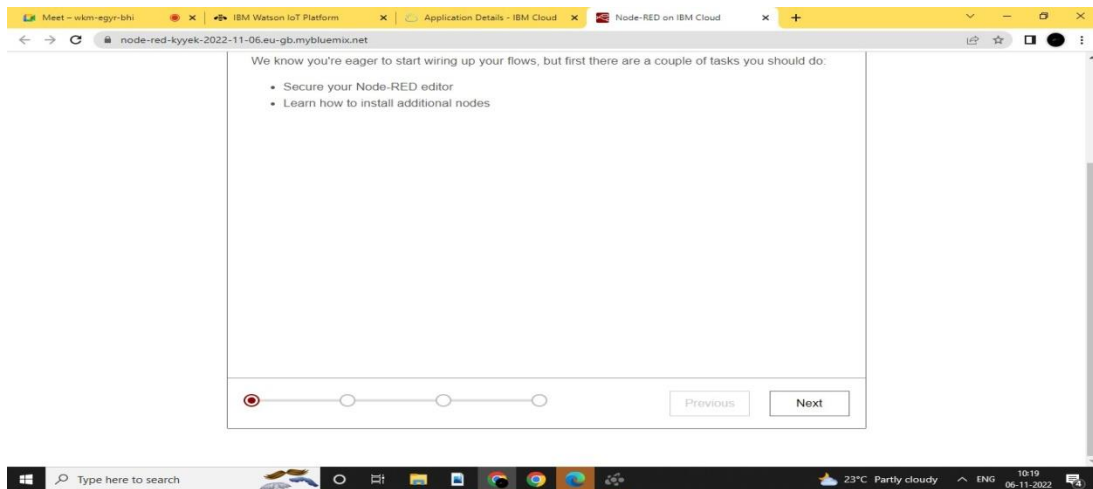 Meet – wkm-egyr-bhi
IBM Watson IoT Platform
Application Details - IBM Cloud
Node-RED on IBM Cloud
node-red-kyyek-2022-11-06.eu-gb.mybluemix.net
We know you're eager to start wiring up your flows, but first there are a couple of tasks you should do:
• Secure your Node-RED editor
• Learn how to install additional nodes
Previous
Next
Type here to search
23°C Partly cloudy
ENG
10:19
06-11-2022
4